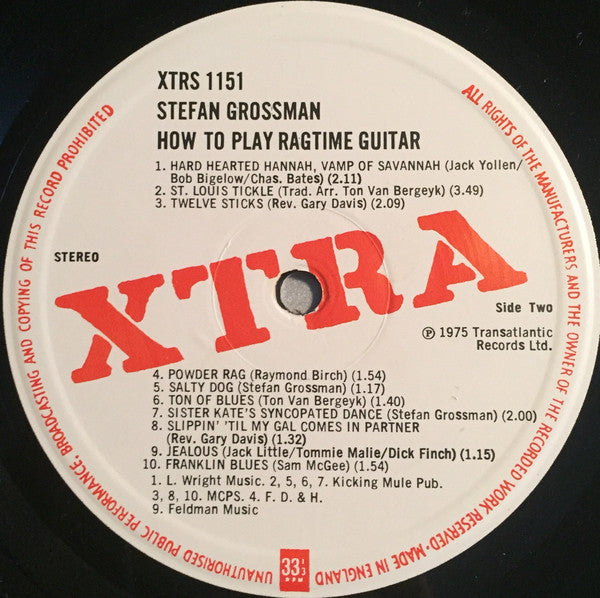 XTRS 1151
STEFAN GROSSMAN
HOW TO PLAY RAGTIME GUITAR
1. HARD HEARTED HANNAH, VAMP OF SAVANNAH (Jack Yollen/
Bob Bigelow/Chas. Bates) (2.11)
2. ST. LOUIS TICKLE (Trad. Arr. Ton Van Bergeyk) (3.49)
3. TWELVE STICKS (Rev. Gary Davis) (2.09)
STEREO
XTRA
Side Two
℗ 1975 Transatlantic
Records Ltd.
4. POWDER RAG (Raymond Birch) (1.54)
5. SALTY DOG (Stefan Grossman) (1.17)
6. TON OF BLUES (Ton Van Bergeyk) (1.40)
7. SISTER KATE'S SYNCOPATED DANCE (Stefan Grossman) (2.00)
8. SLIPPIN' 'TIL MY GAL COMES IN PARTNER
(Rev. Gary Davis) (1.32)
9. JEALOUS (Jack Little/Tommie Malie/Dick Finch) (1.15)
10. FRANKLIN BLUES (Sam McGee) (1.54)
1. L. Wright Music. 2, 5, 6, 7. Kicking Mule Pub.
3, 8, 10. MCPS. 4. F. D. & H.
9. Feldman Music
33 1/3
RPM
ALL RIGHTS OF THE MANUFACTURERS AND THE OWNER OF THE RECORDED WORK RESERVED·MADE IN ENGLAND
UNAUTHORISED PUBLIC PERFORMANCE, BROADCASTING AND COPYING OF THIS RECORD PROHIBITED